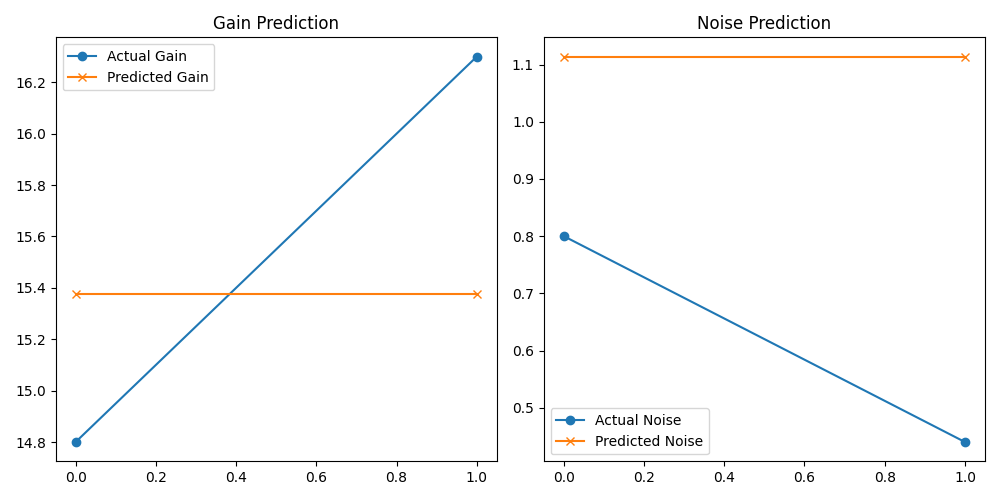 Gain Prediction
Actual Gain
Predicted Gain
16.2
16.0
15.8
15.6
15.4
15.2
15.0
14.8
0.0 0.2 0.4 0.6 0.8 1.0
Noise Prediction
1.1
1.0
0.9
0.8
0.7
0.6
0.5
Actual Noise
Predicted Noise
0.0 0.2 0.4 0.6 0.8 1.0